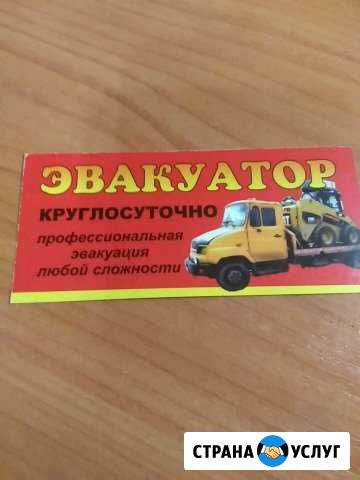 ЭВАКУАТОР
КРУГЛОСУТОЧНО
профессиональная
эвакуация
любой сложности
СТРАНА УСЛУГ